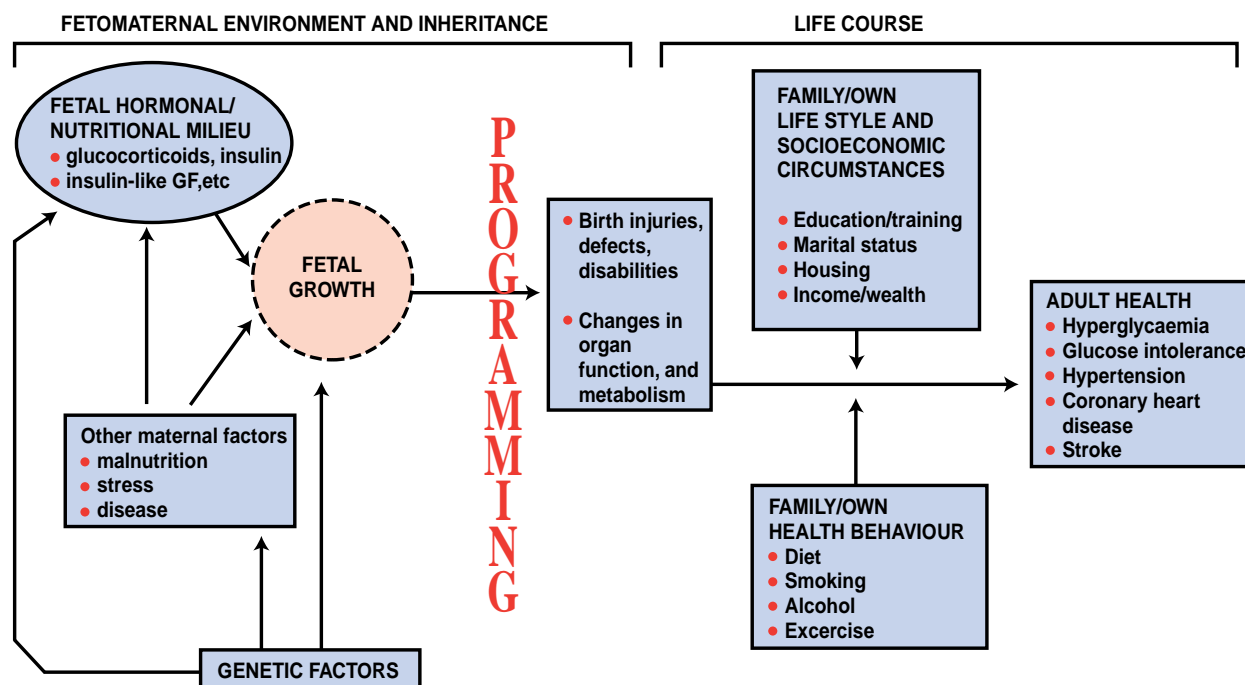 FETOMATERNAL ENVIRONMENT AND INHERITANCE
LIFE COURSE
FETAL HORMONAL/
NUTRITIONAL MILIEU
glucocorticoids, insulin
insulin-like GF,etc
FETAL
GROWTH
Other maternal factors
malnutrition
stress
disease
GENETIC FACTORS
PROGRAMMING
Birth injuries,
defects,
disabilities
Changes in
organ
function, and
metabolism
FAMILY/OWN
LIFE STYLE AND
SOCIOECONOMIC
CIRCUMSTANCES
Education/training
Marital status
Housing
Income/wealth
FAMILY/OWN
HEALTH BEHAVIOUR
Diet
Smoking
Alcohol
Excercise
ADULT HEALTH
Hyperglycaemia
Glucose intolerance
Hypertension
Coronary heart
disease
Stroke